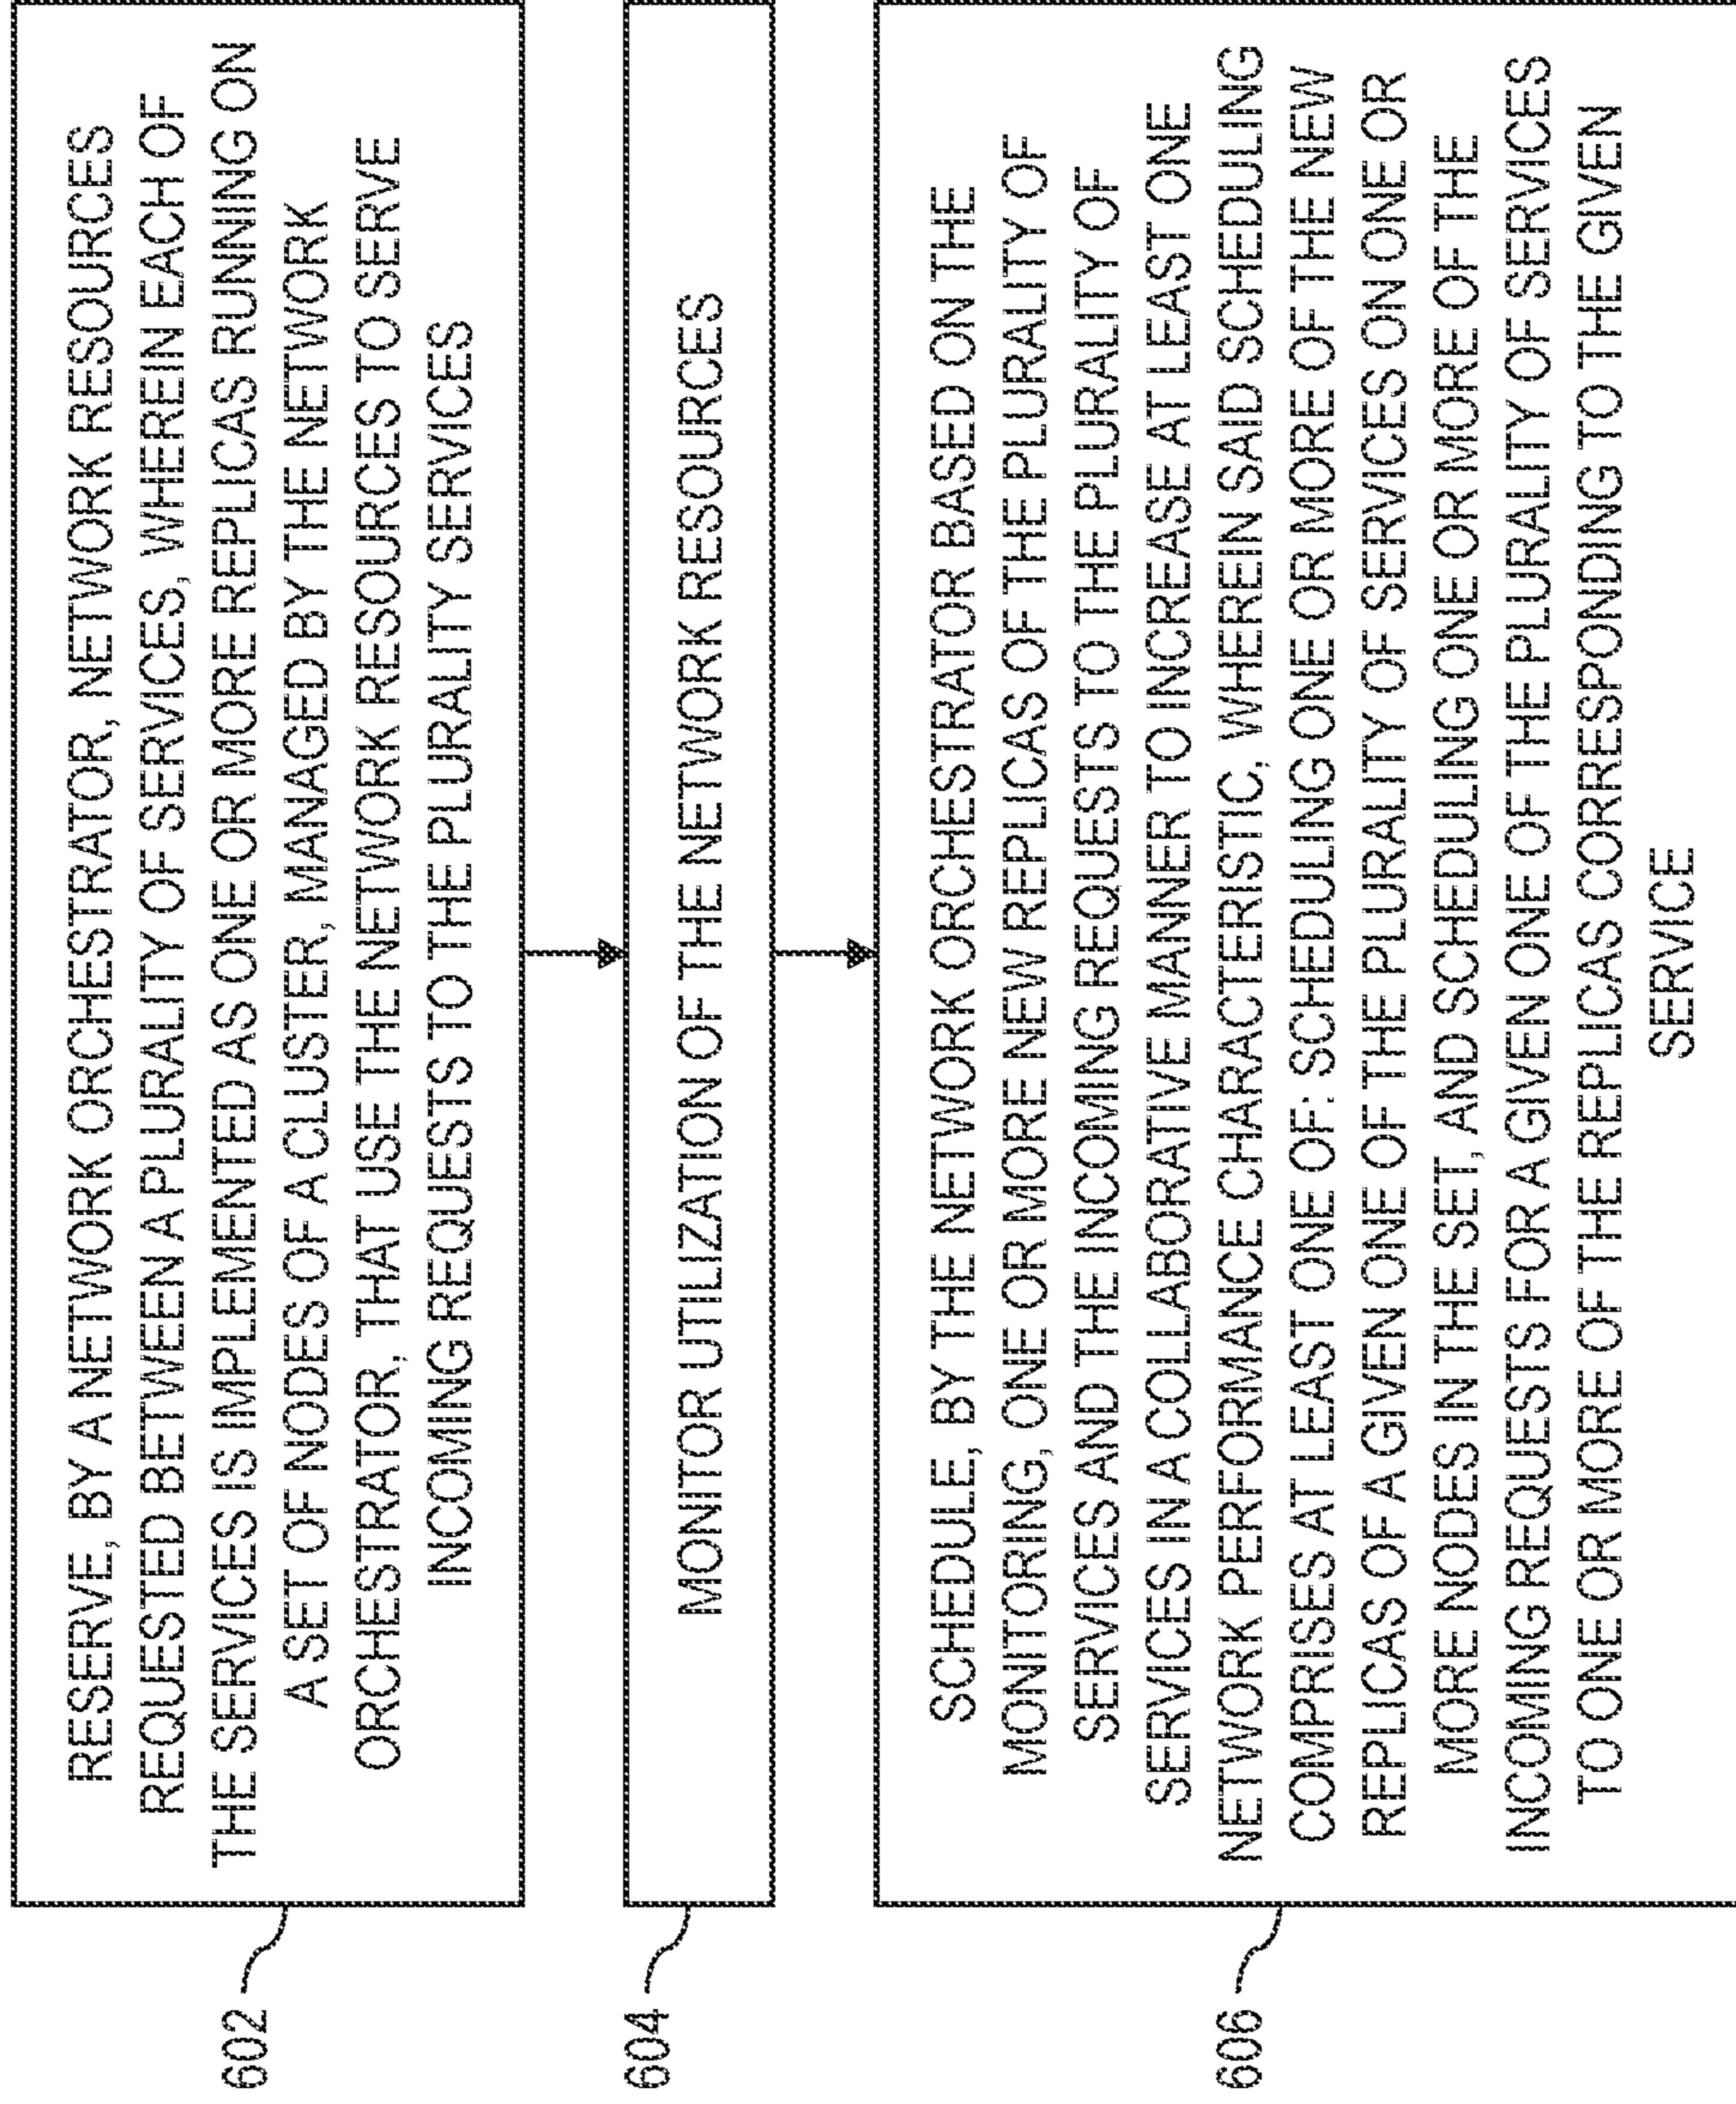 602
RESERVE, BY A NETWORK ORCHESTRATOR, NETWORK RESOURCES
REQUESTED BETWEEN A PLURALITY OF SERVICES, WHEREIN EACH OF
THE SERVICES IS IMPLEMENTED AS ONE OR MORE REPLICAS RUNNING ON
A SET OF NODES OF A CLUSTER, MANAGED BY THE NETWORK
ORCHESTRATOR, THAT USE THE NETWORK RESOURCES TO SERVE
INCOMING REQUESTS TO THE PLURALITY SERVICES
604
MONITOR UTILIZATION OF THE NETWORK RESOURCES
606
SCHEDULE, BY THE NETWORK ORCHESTRATOR BASED ON THE
MONITORING, ONE OR MORE NEW REPLICAS OF THE PLURALITY OF
SERVICES AND THE INCOMING REQUESTS TO THE PLURALITY OF
SERVICES IN A COLLABORATIVE MANNER TO INCREASE AT LEAST ONE
NETWORK PERFORMANCE CHARACTERISTIC, WHEREIN SAID SCHEDULING
COMPRISES AT LEAST ONE OF: SCHEDULING ONE OR MORE OF THE NEW
REPLICAS OF A GIVEN ONE OF THE PLURALITY OF SERVICES ON ONE OR
MORE NODES IN THE SET, AND SCHEDULING ONE OR MORE OF THE
INCOMING REQUESTS FOR A GIVEN ONE OF THE PLURALITY OF SERVICES
TO ONE OR MORE OF THE REPLICAS CORRESPONDING TO THE GIVEN
SERVICE